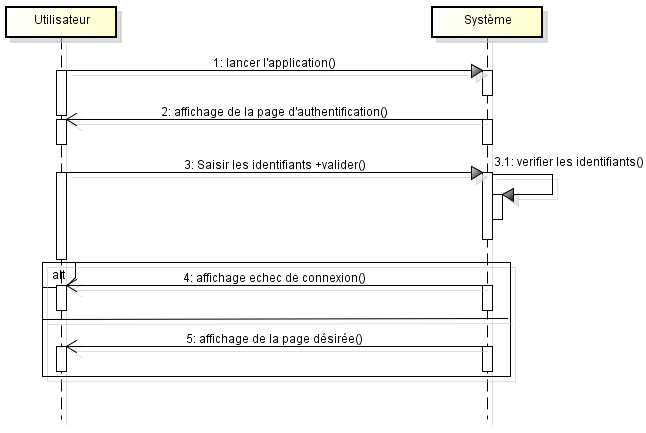 Utilisateur
Système
1: lancer l'application()
2: affichage de la page d'authentification()
3: Saisir les identifiants +valider()
3.1: verifier les identifiants()
alt
4: affichage echec de connexion()
5: affichage de la page désirée()